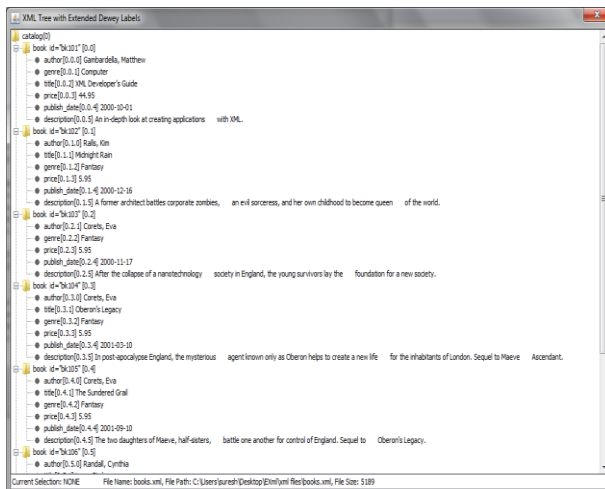 XML Tree with Extended Dewey Labels
catalog[0]
book id="bk101" [0.0]
author[0.0.0] Gambardella, Matthew
genre[0.0.1] Computer
title[0.0.2] XML Developer's Guide
price[0.0.3] 44.95
publish_date[0.0.4] 2000-10-01
description[0.0.5] An in-depth look at creating applications with XML.
book id="bk102" [0.1]
author[0.1.0] Ralls, Kim
title[0.1.1] Midnight Rain
genre[0.1.2] Fantasy
price[0.1.3] 5.95
publish_date[0.1.4] 2000-12-16
description[0.1.5] A former architect battles corporate zombies, an evil sorceress, and her own childhood to become queen of the world.
book id="bk103" [0.2]
author[0.2.1] Corets, Eva
genre[0.2.2] Fantasy
price[0.2.3] 5.95
publish_date[0.2.4] 2000-11-17
description[0.2.5] After the collapse of a nanotechnology society in England, the young survivors lay the foundation for a new society.
book id="bk104" [0.3]
author[0.3.0] Corets, Eva
title[0.3.1] Oberon's Legacy
genre[0.3.2] Fantasy
price[0.3.3] 5.95
publish_date[0.3.4] 2001-03-10
description[0.3.5] In post-apocalypse England, the mysterious agent known only as Oberon helps to create a new life for the inhabitants of London. Sequel to Maeve Ascendant.
book id="bk105" [0.4]
author[0.4.0] Corets, Eva
title[0.4.1] The Sundered Grail
genre[0.4.2] Fantasy
price[0.4.3] 5.95
publish_date[0.4.4] 2001-09-10
description[0.4.5] The two daughters of Maeve, half-sisters, battle one another for control of England. Sequel to Oberon's Legacy.
book id="bk106" [0.5]
author[0.5.0] Randall, Cynthia
Current Selection: NONE File Name: books.xml, File Path: C:\Users\suresh\Desktop\EXml\xml files\books.xml, File Size: 5189